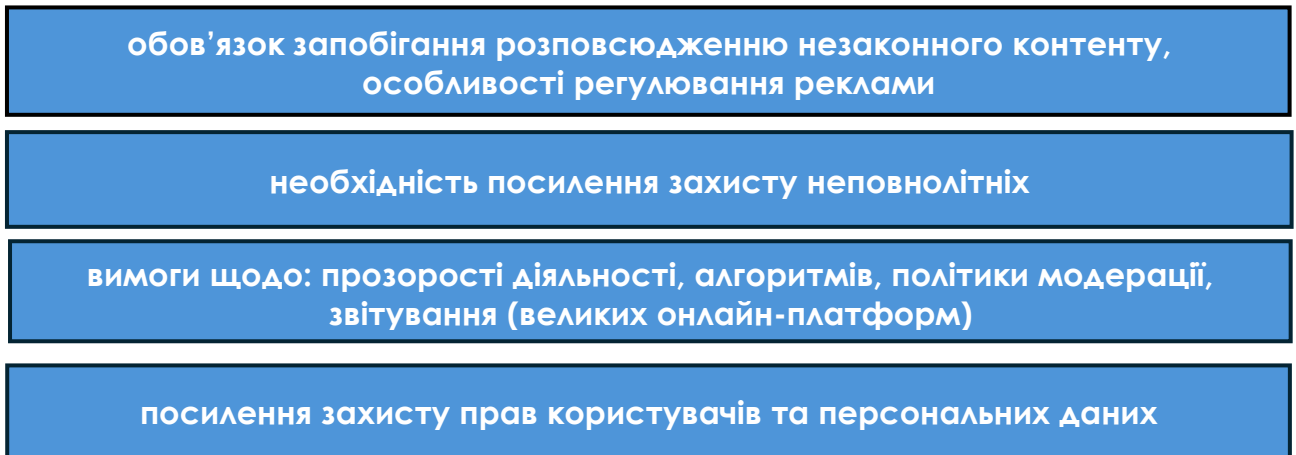 обов’язок запобігання розповсюдженню незаконного контенту,
особливості регулювання реклами
необхідність посилення захисту неповнолітніх
вимоги щодо: прозорості діяльності, алгоритмів, політики модерації,
звітування (великих онлайн-платформ)
посилення захисту прав користувачів та персональних даних